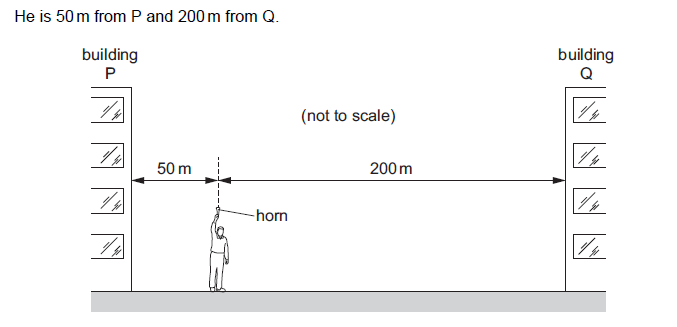 He is 50 m from P and 200 m from Q.
building
P
building
Q
(not to scale)
50 m
200 m
horn